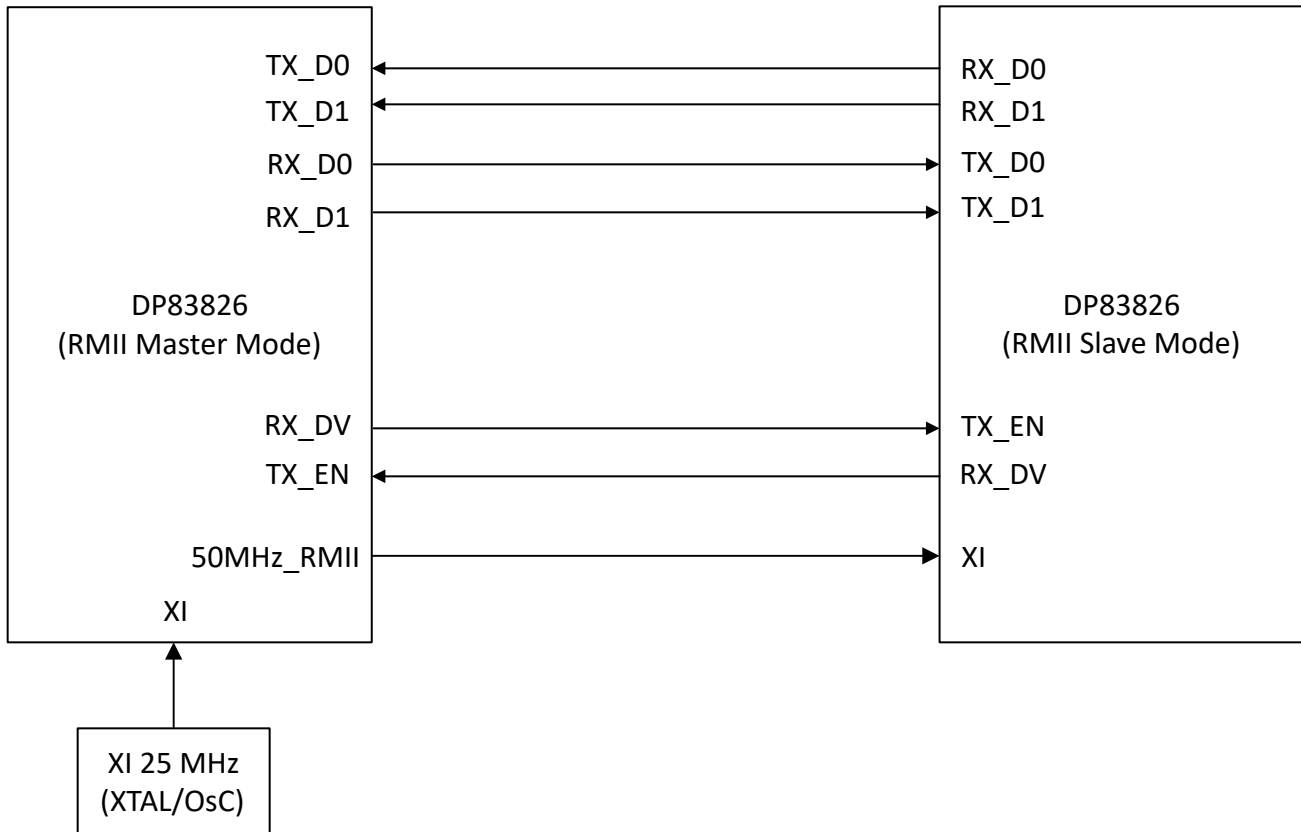 TX_D0
RX_D0
TX_D1
RX_D1
RX_D0
TX_D0
RX_D1
TX_D1
DP83826
(RMII Master Mode)
DP83826
(RMII Slave Mode)
RX_DV
TX_EN
TX_EN
RX_DV
50MHz_RMII
XI
XI
XI 25 MHz
(XTAL/OsC)